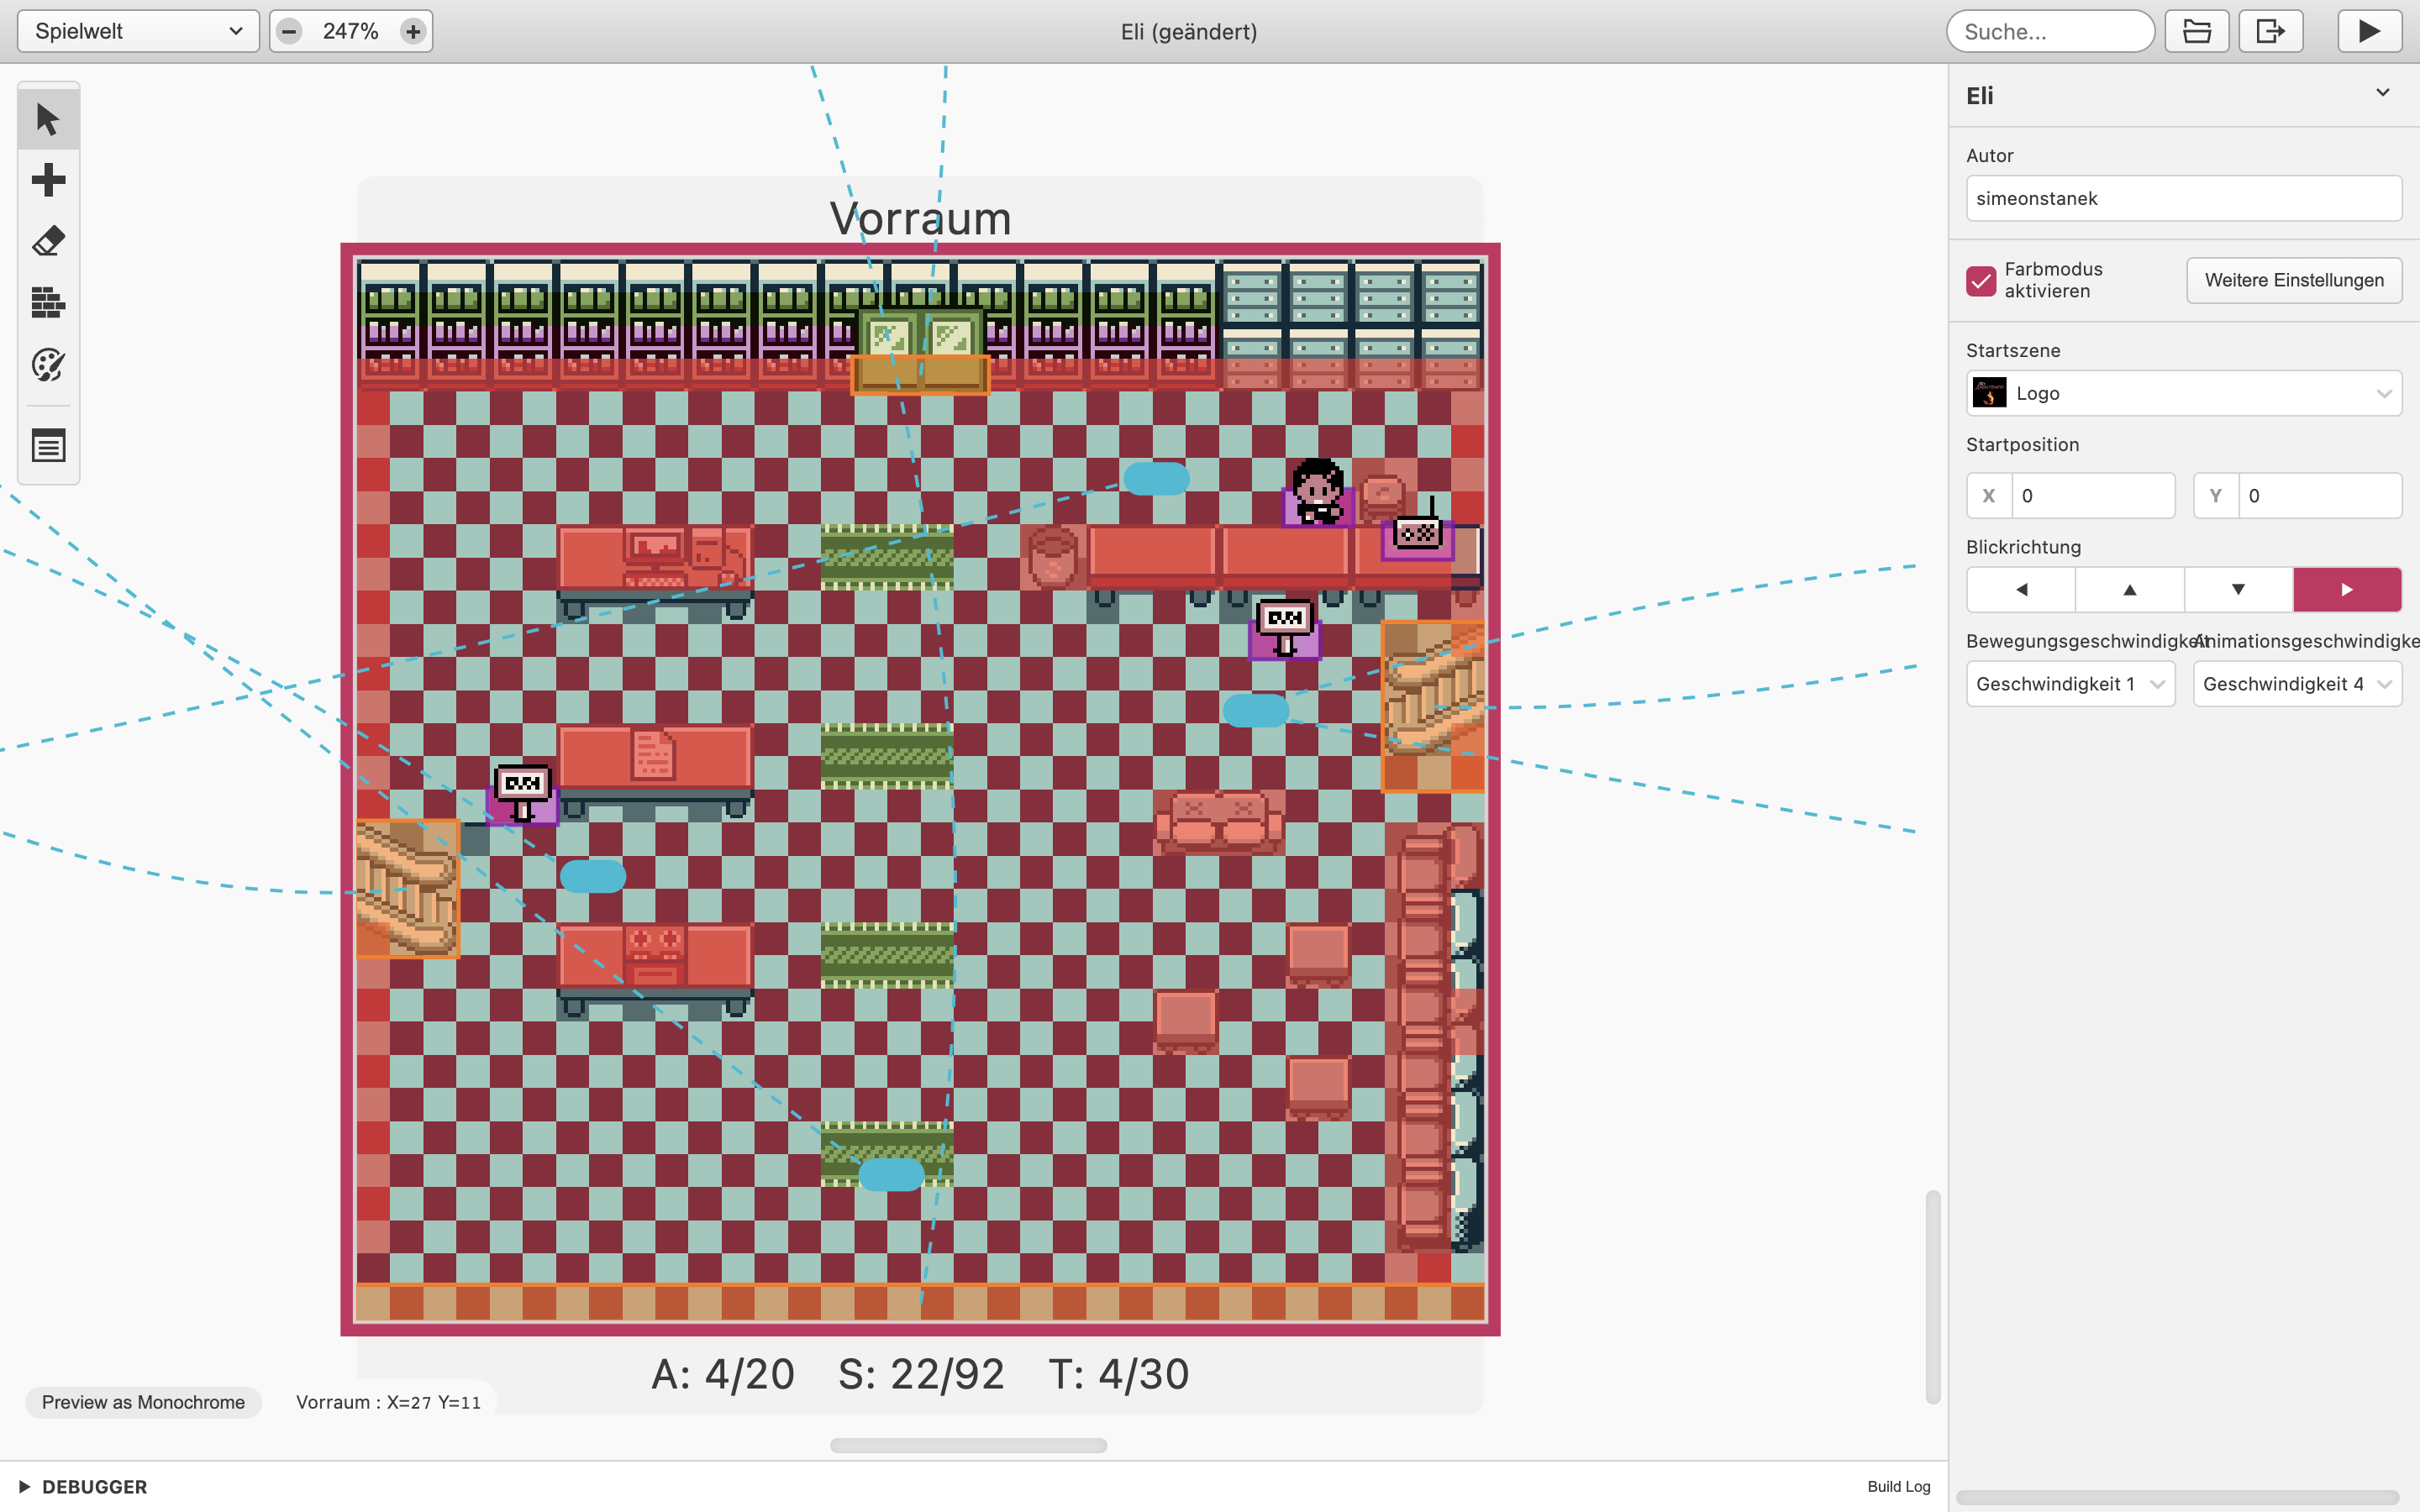 Spielwelt
247%
Eli (geändert)
Suche...
Eli
Autor
simeonstanek
Farbmodus
aktivieren
Weitere Einstellungen
Startszene
Logo
Startposition
X 0
Y 0
Blickrichtung
Bewegungsgeschwindigkeit
Animationsgeschwindigke
Geschwindigkeit 1
Geschwindigkeit 4
Vorraum
A: 4/20 S: 22/92 T: 4/30
Preview as Monochrome
Vorraum : X=27 Y=11
DEBUGGER
Build Log